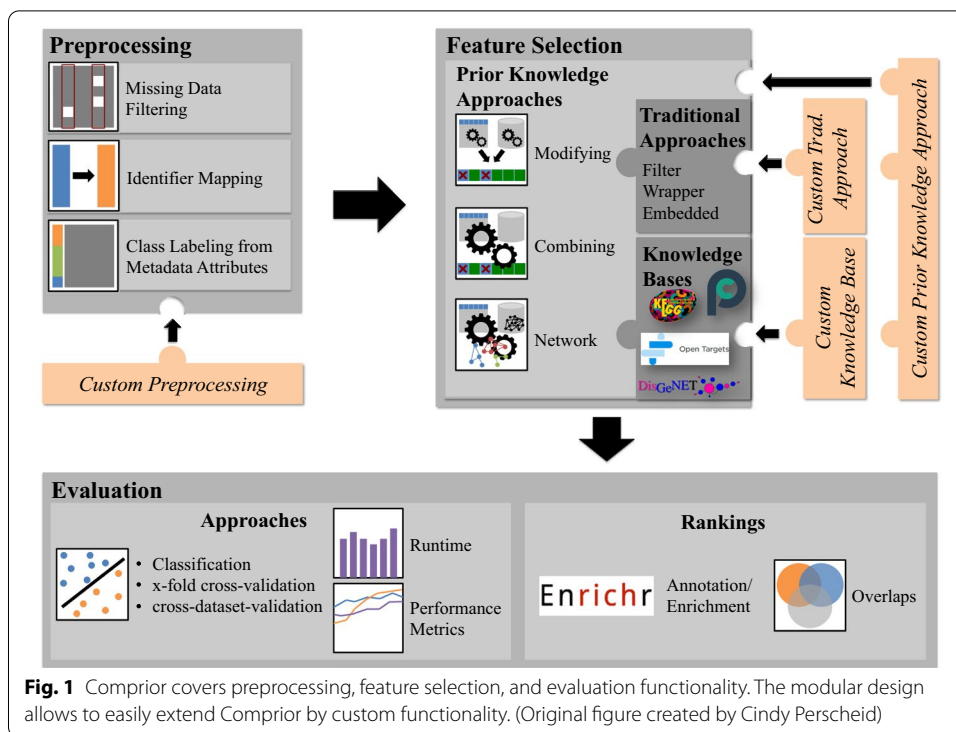 Preprocessing
Missing Data
Filtering
Identifier Mapping
Class Labeling from
Metadata Attributes
Custom Preprocessing
Feature Selection
Prior Knowledge
Approaches
Modifying
Combining
Network
Traditional
Approaches
Filter
Wrapper
Embedded
Knowledge
Bases
KEGG
Open Targets
DisGeNET
Custom Trad.
Approach
Custom
Knowledge Base
Custom Prior Knowledge Approach
Evaluation
Approaches
• Classification
• x-fold cross-validation
• cross-dataset-validation
Runtime
Performance
Metrics
Rankings
Enrichr
Annotation/
Enrichment
Overlaps
Fig. 1 Comprior covers preprocessing, feature selection, and evaluation functionality. The modular design
allows to easily extend Comprior by custom functionality. (Original figure created by Cindy Perscheid)